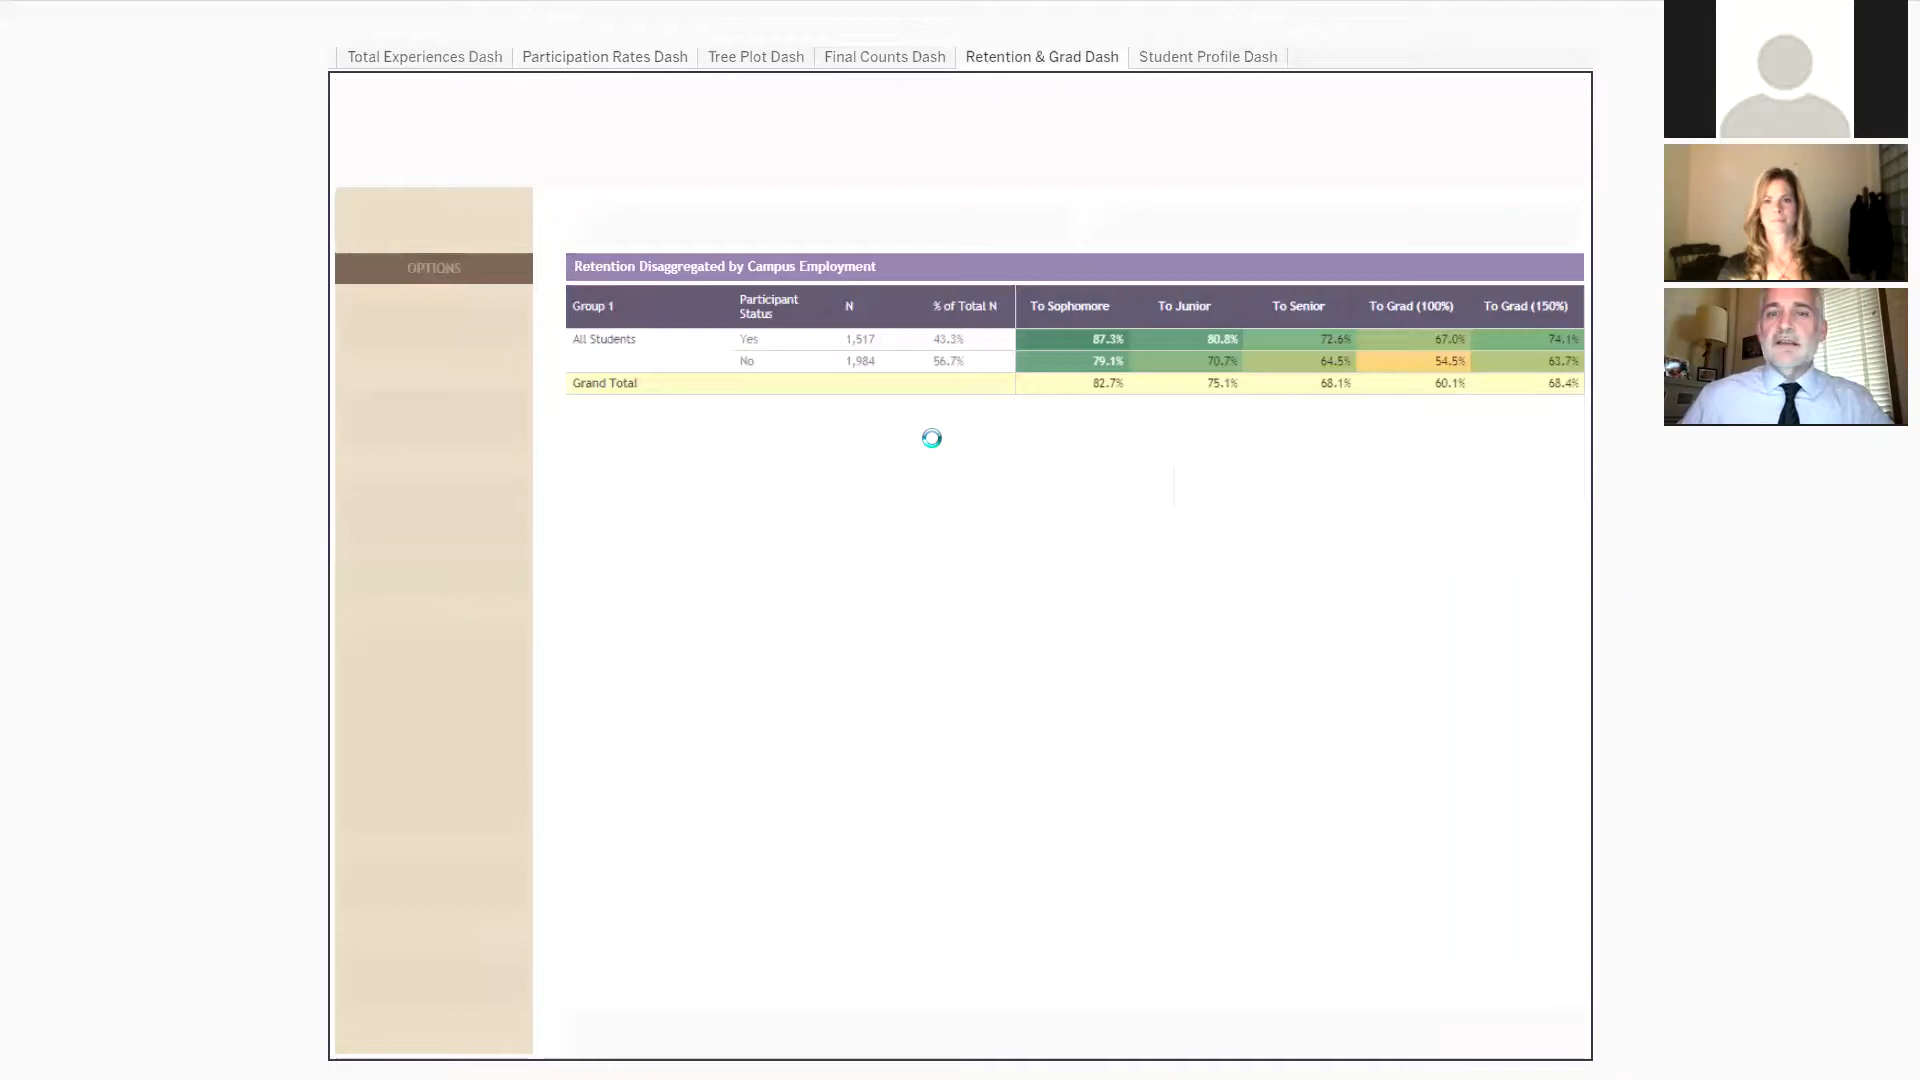 Total Experiences Dash Participation Rates Dash Tree Plot Dash Final Counts Dash Retention & Grad Dash Student Profile Dash
OPTIONS
Retention Disaggregated by Campus Employment
Group 1 Participant Status N % of Total N To Sophomore To Junior To Senior To Grad (100%) To Grad (150%)
All Students Yes 1,517 43.3% 87.3% 80.8% 72.6% 67.0% 74.1%
No 1,984 56.7% 79.1% 70.7% 64.5% 54.5% 63.7%
Grand Total 82.7% 75.1% 68.1% 60.1% 68.4%